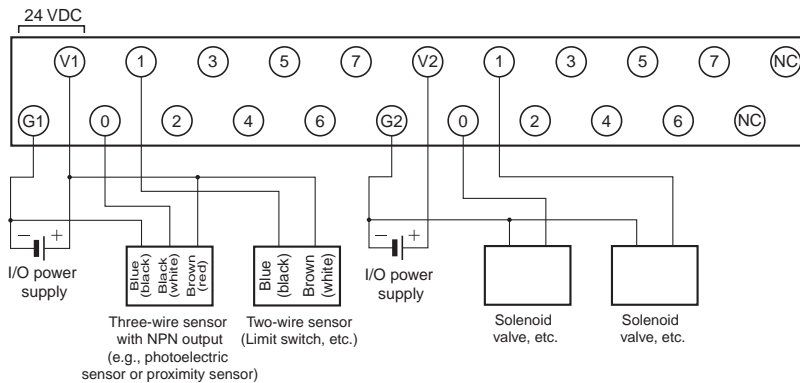 24 VDC
V1 1 3 5 7 V2 1 3 5 7 NC
G1 0 2 4 6 G2 0 2 4 6 NC
− + − +
I/O power
supply
Blue
(black)
Black
(white)
Brown
(red)
Blue
(black)
Brown
(white)
I/O power
supply
Three-wire sensor
with NPN output
(e.g., photoelectric
sensor or proximity sensor)
Two-wire sensor
(Limit switch, etc.)
Solenoid
valve, etc.
Solenoid
valve, etc.